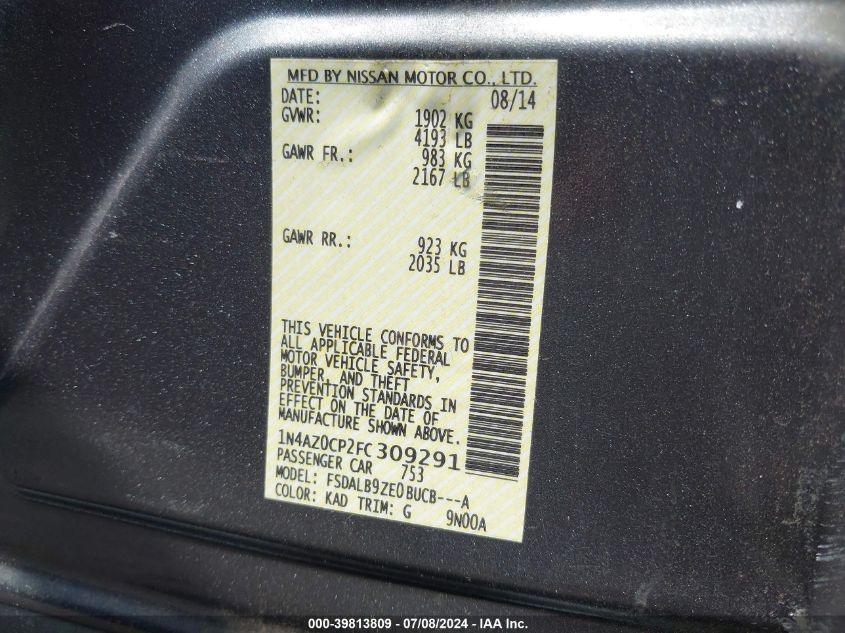 MFD BY NISSAN MOTOR CO., LTD.
DATE: 08/14
GVWR: 1902 KG
4193 LB
GAWR FR.: 983 KG
2167 LB
GAWR RR.: 923 KG
2035 LB
THIS VEHICLE CONFORMS TO
ALL APPLICABLE FEDERAL
MOTOR VEHICLE SAFETY,
BUMPER, AND THEFT
PREVENTION STANDARDS IN
EFFECT ON THE DATE OF
MANUFACTURE SHOWN ABOVE.
1N4AZ0CP2FC309291
PASSENGER CAR 753
MODEL: FSDALB9ZE0BUCB---A
COLOR: KAD TRIM: G 9N00A
000-39813809 / 07/08/2024 - IAA Inc.